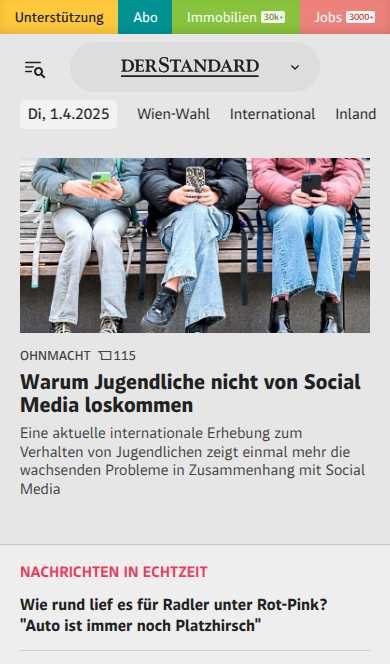 Unterstützung Abo Immobilien 30k+ Jobs 3000+
DERSTANDARD
Di, 1.4.2025 Wien-Wahl International Inland
OHNMACHT 115
Warum Jugendliche nicht von Social
Media loskommen
Eine aktuelle internationale Erhebung zum
Verhalten von Jugendlichen zeigt einmal mehr die
wachsenden Probleme in Zusammenhang mit Social
Media
NACHRICHTEN IN ECHTZEIT
Wie rund lief es für Radler unter Rot-Pink?
"Auto ist immer noch Platzhirsch"